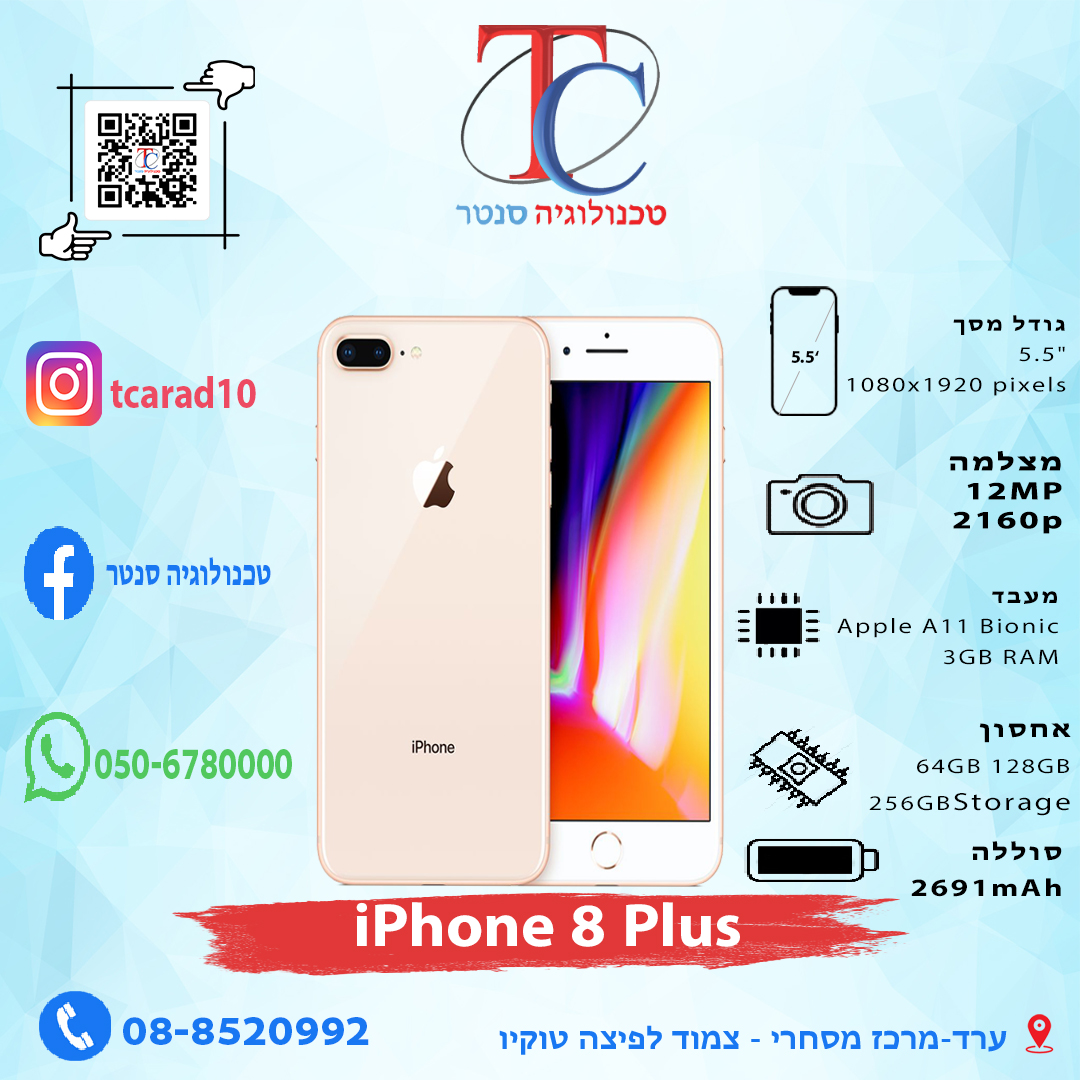 TC
טכנולוגיה סנטר
tcarad10
טכנולוגיה סנטר
050-6780000
iPhone
5.5‘
גודל מסך
5.5"
1080x1920 pixels
מצלמה
12MP
2160p
מעבד
Apple A11 Bionic
3GB RAM
אחסון
64GB 128GB
256GBStorage
סוללה
2691mAh
iPhone 8 Plus
08-8520992
ערד-מרכז מסחרי - צמוד לפיצה טוקיו